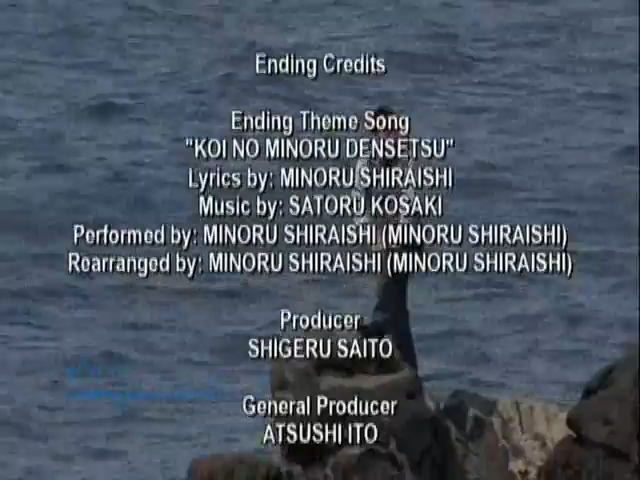 Ending Credits
Ending Theme Song
"KOI NO MINORU DENSETSU"
Lyrics by: MINORU SHIRAISHI
Music by: SATORU KOSAKI
Performed by: MINORU SHIRAISHI (MINORU SHIRAISHI)
Rearranged by: MINORU SHIRAISHI (MINORU SHIRAISHI)
Producer
SHIGERU SAITO
General Producer
ATSUSHI ITO